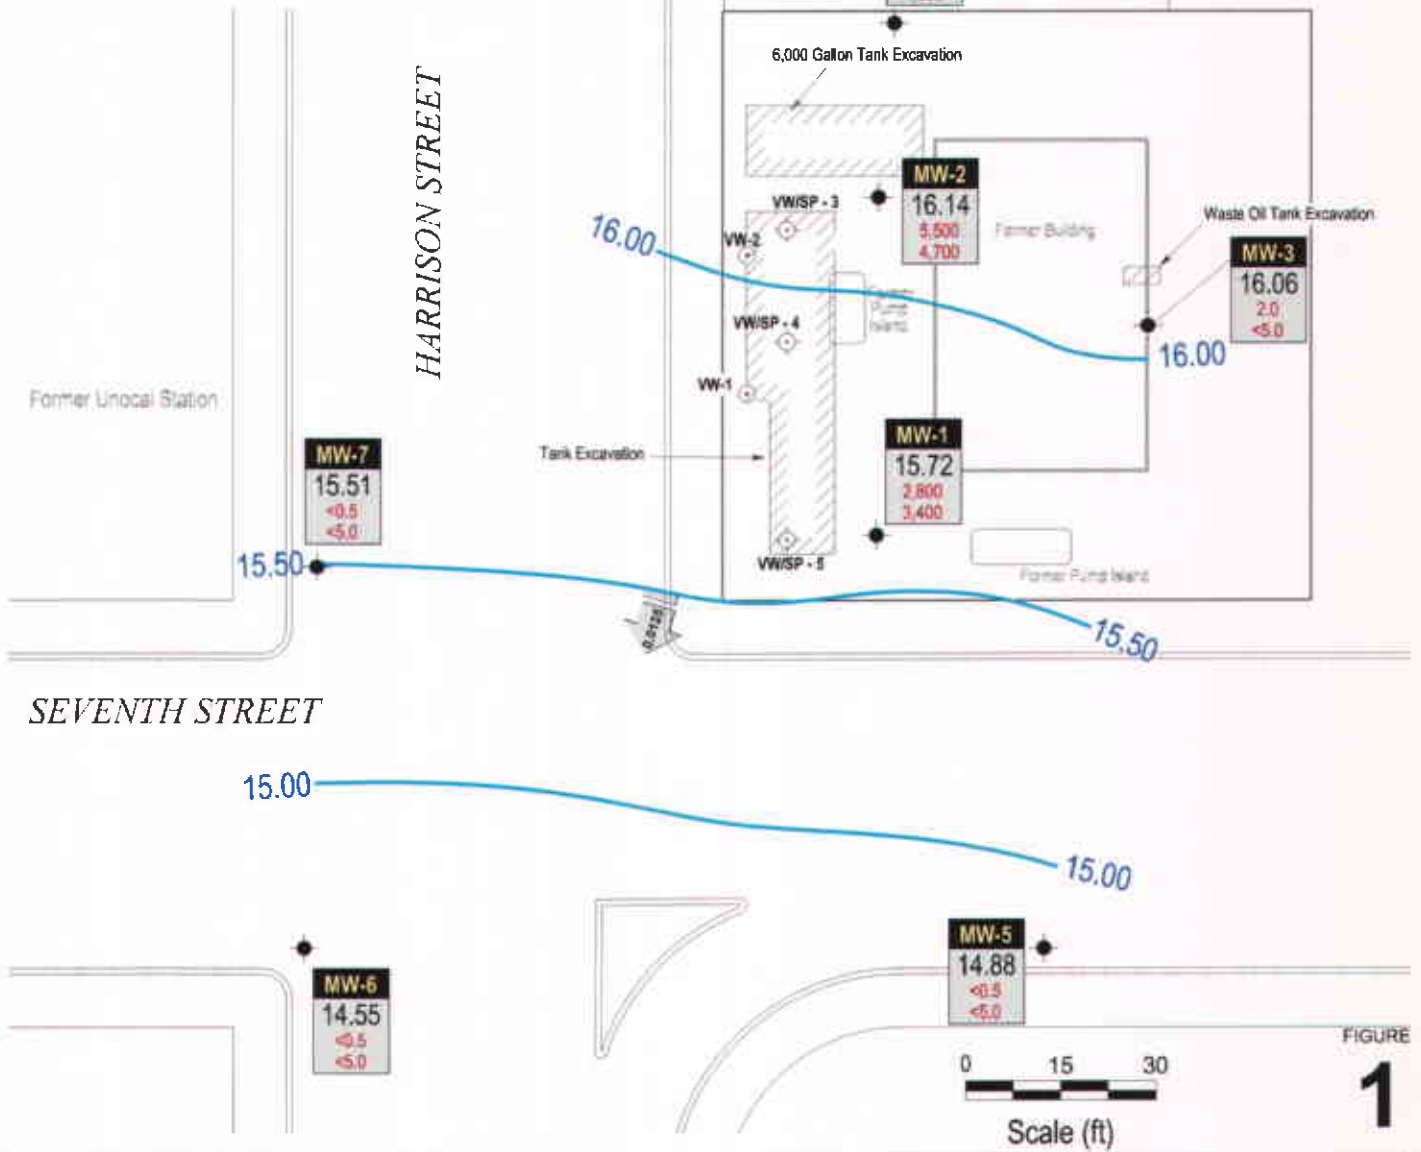 6,000 Gallon Tank Excavation
HARRISON STREET
MW-2
16.14
5,500
4,700
VW/SP - 3
VW-2
16.00
Former Building
Waste Oil Tank Excavation
MW-3
16.06
2.0
<5.0
Pump
Island
VW/SP - 4
16.00
VW-1
Former Unocal Station
MW-7
15.51
<0.5
<5.0
Tank Excavation
MW-1
15.72
2,800
3,400
15.50
VW/SP - 5
Former Pump Island
0.0125
15.50
SEVENTH STREET
15.00
15.00
MW-5
14.88
<0.5
<5.0
MW-6
14.55
<0.5
<5.0
FIGURE
1
0 15 30
Scale (ft)